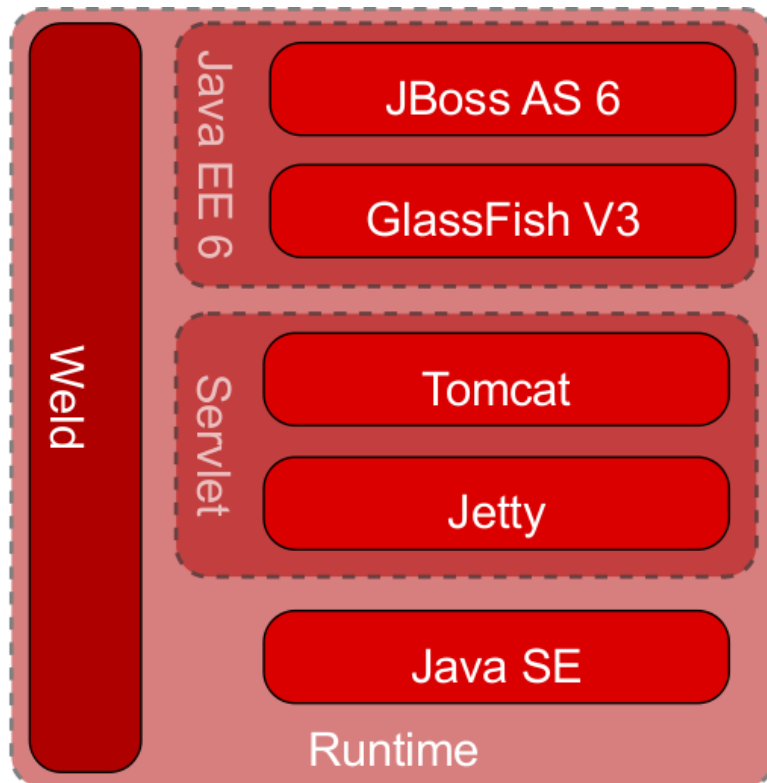 Weld
Java EE 6
JBoss AS 6
GlassFish V3
Servlet
Tomcat
Jetty
Java SE
Runtime